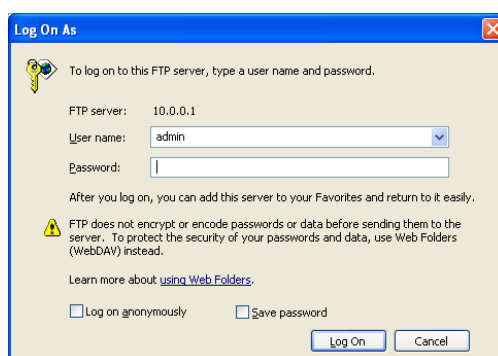 Log On As
To log on to this FTP server, type a user name and password.
FTP server: 10.0.0.1
User name: admin
Password:
After you log on, you can add this server to your Favorites and return to it easily.
FTP does not encrypt or encode passwords or data before sending them to the
server. To protect the security of your passwords and data, use Web Folders
(WebDAV) instead.
Learn more about using Web Folders.
Log on anonymously Save password
Log On Cancel